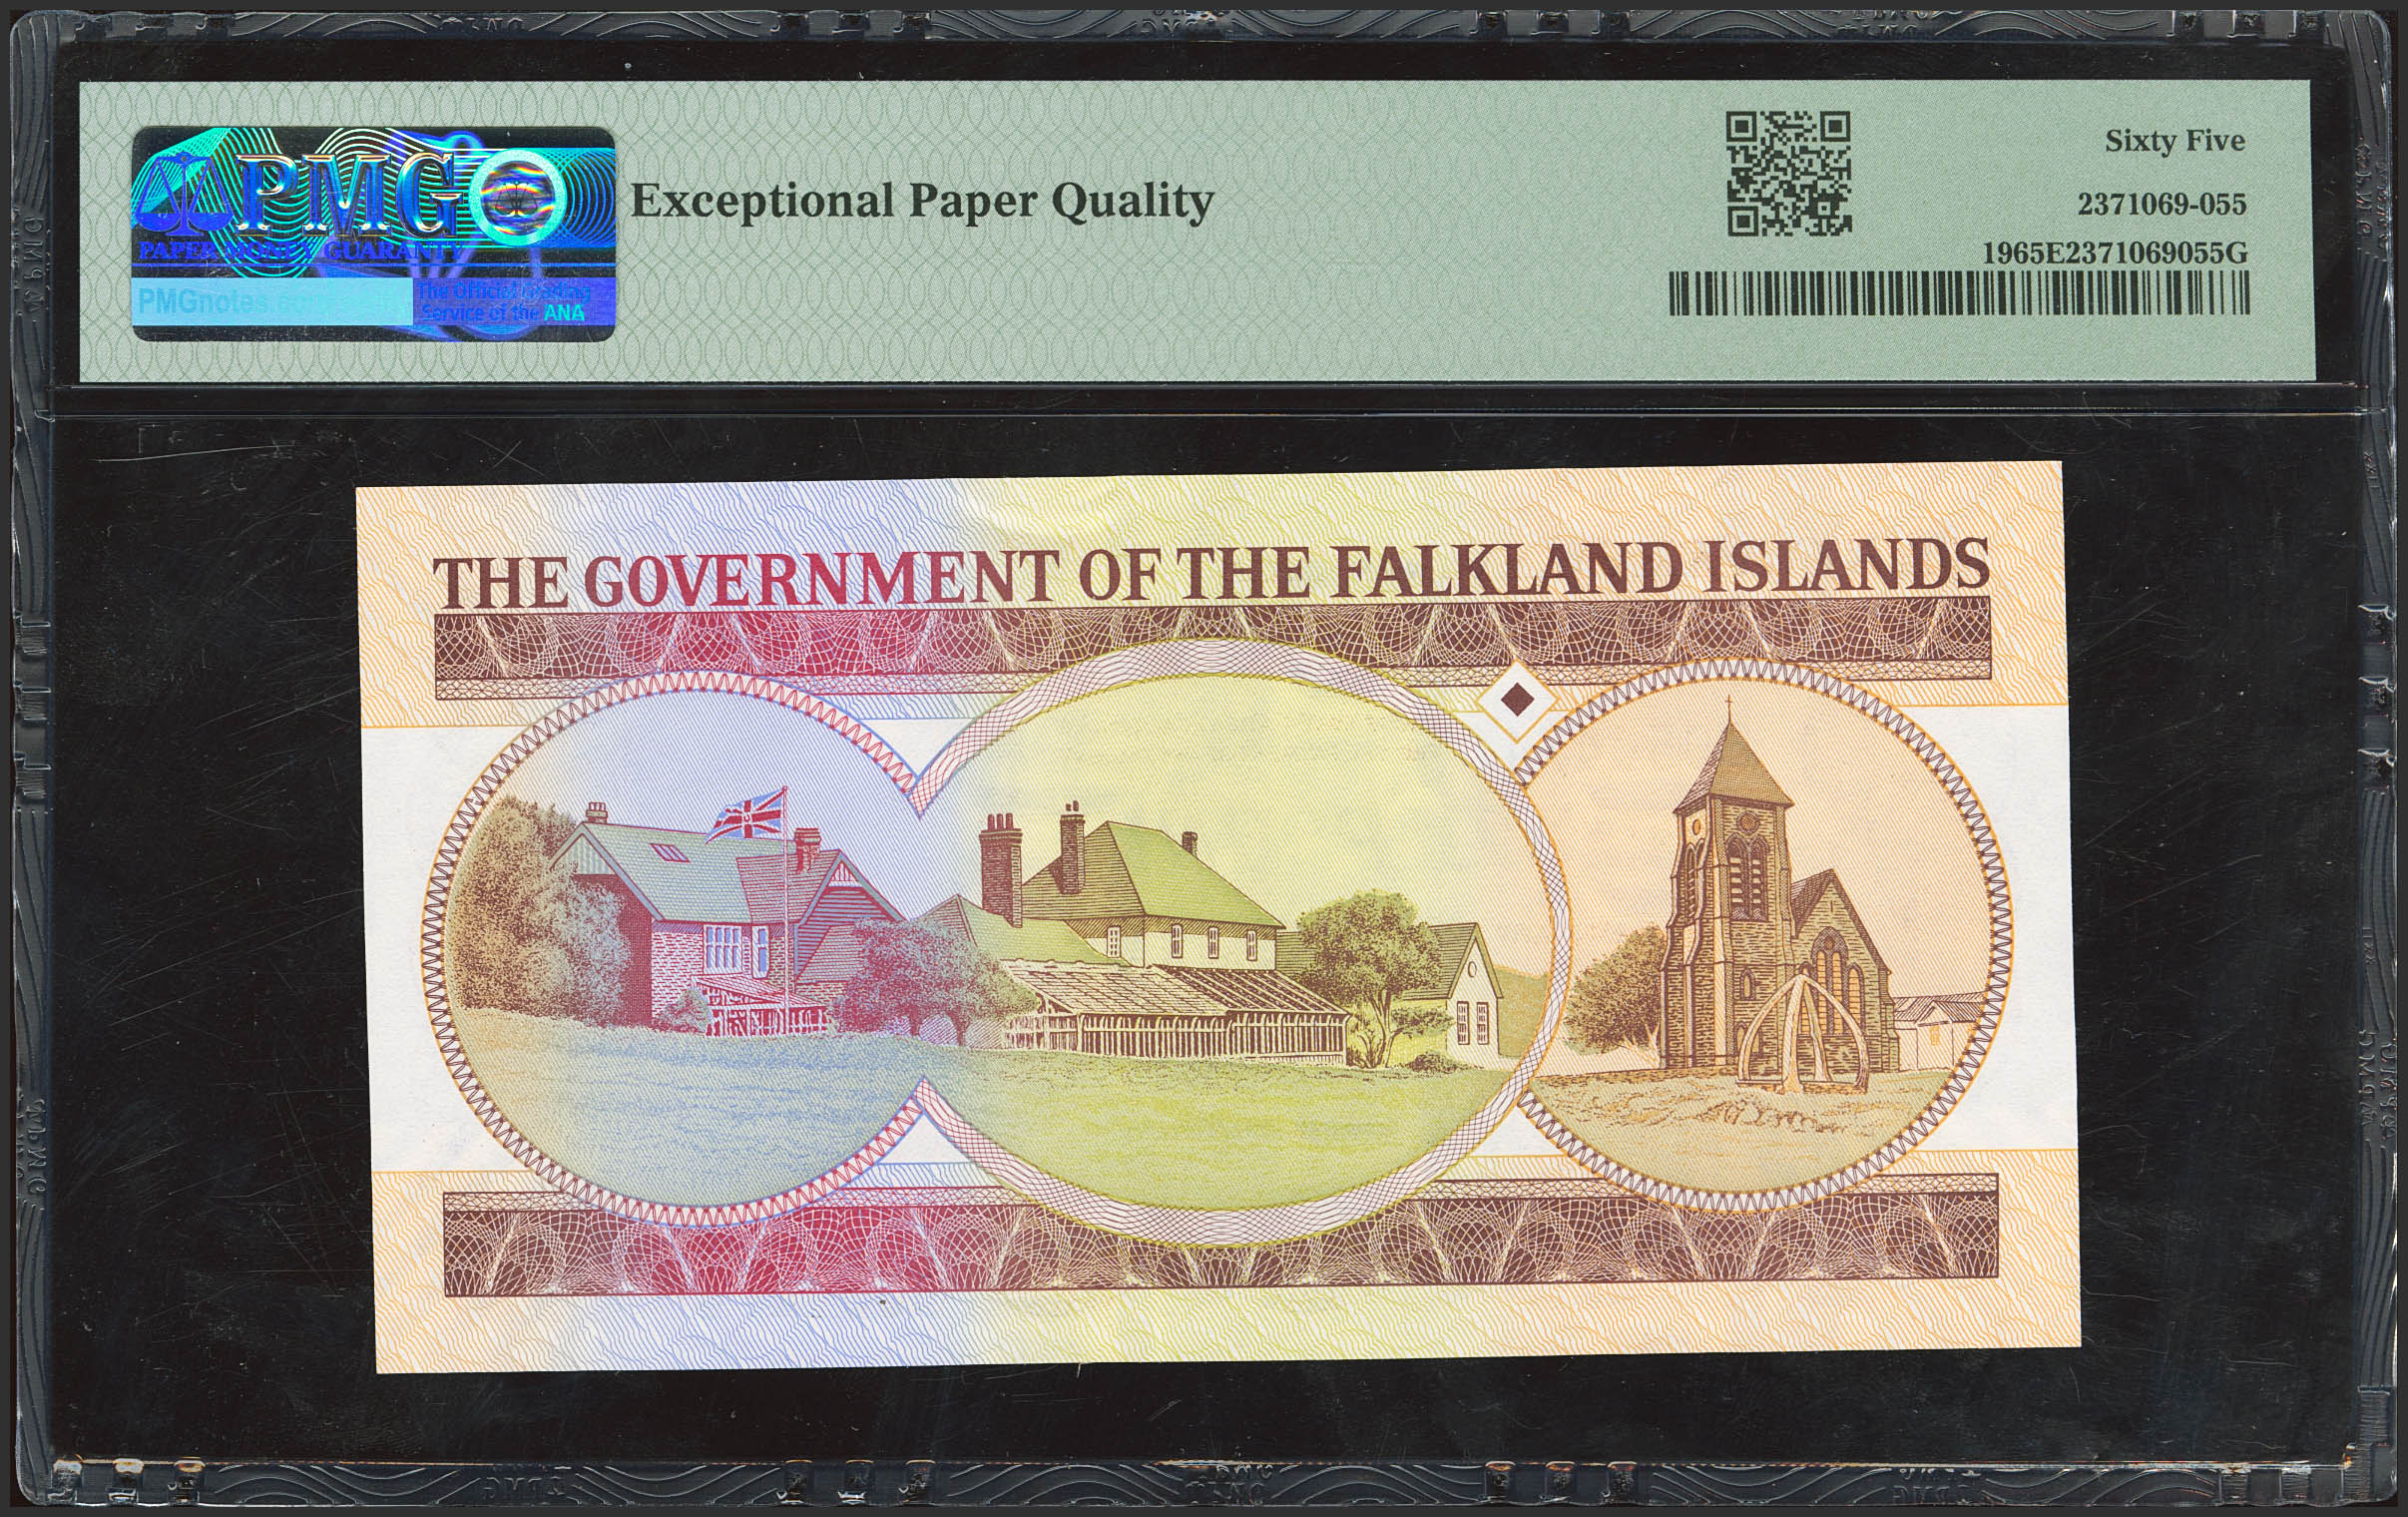 PMG
PAPER MONEY GUARANTY
PMGnotes.com
The Official Grading
Service of the ANA
Exceptional Paper Quality
Sixty Five
2371069-055
1965E2371069055G
THE GOVERNMENT OF THE FALKLAND ISLANDS